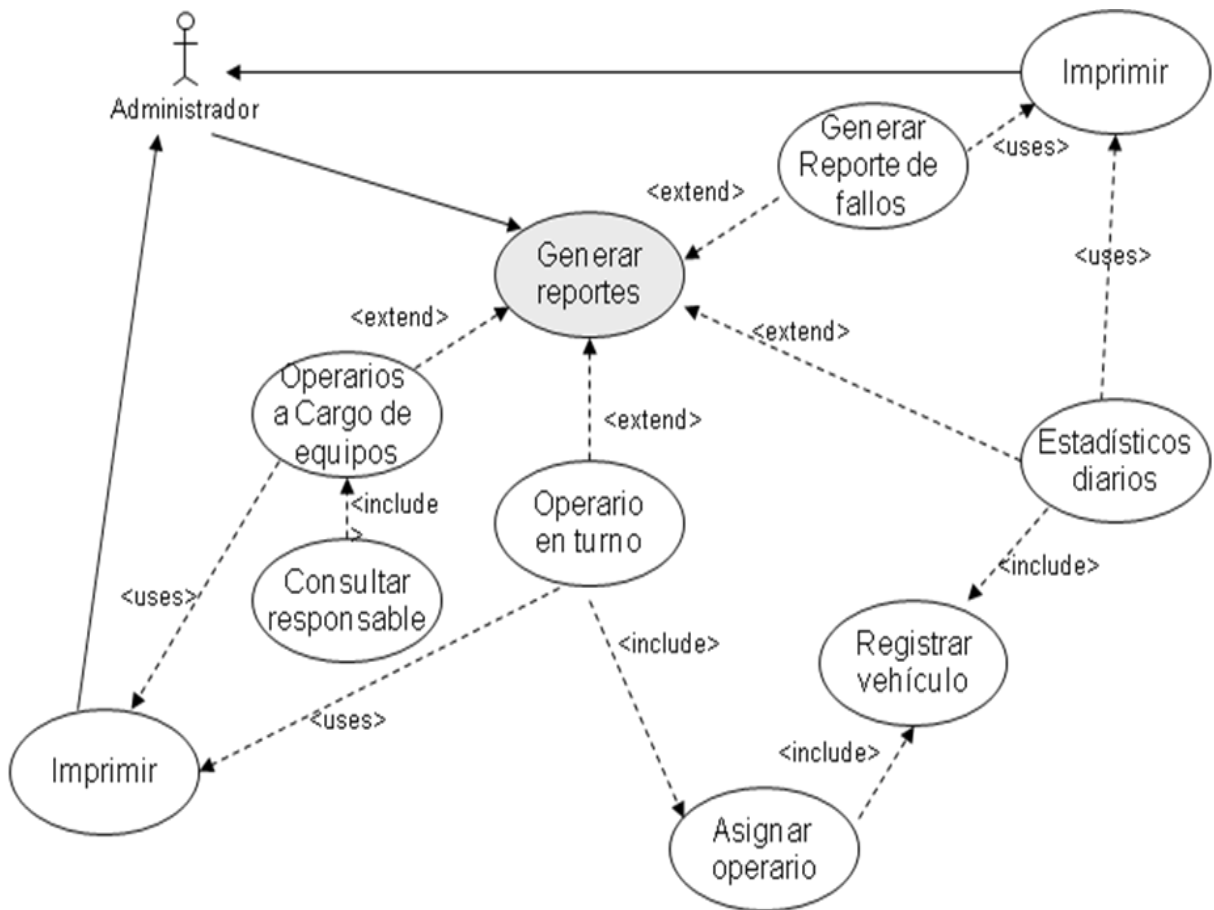 Imprimir
Administrador
Generar
Reporte de
fallos
<uses>
<extend>
Generar
reportes
<uses>
<extend>
<extend>
Operarios
a Cargo de
equipos
<extend>
Estadísticos
diarios
<include
>
Operario
en turno
Consultar
responsable
<uses>
<include>
<include>
Registrar
vehículo
<uses>
<include>
Imprimir
Asignar
operario